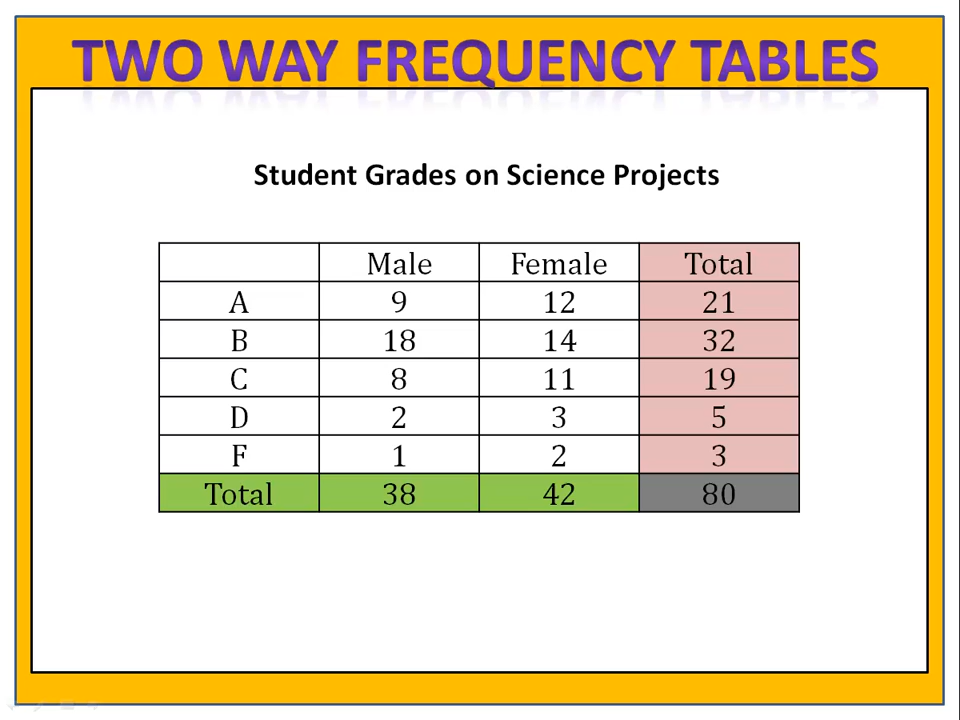 TWO WAY FREQUENCY TABLES
Student Grades on Science Projects
Male Female Total
A 9 12 21
B 18 14 32
C 8 11 19
D 2 3 5
F 1 2 3
Total 38 42 80